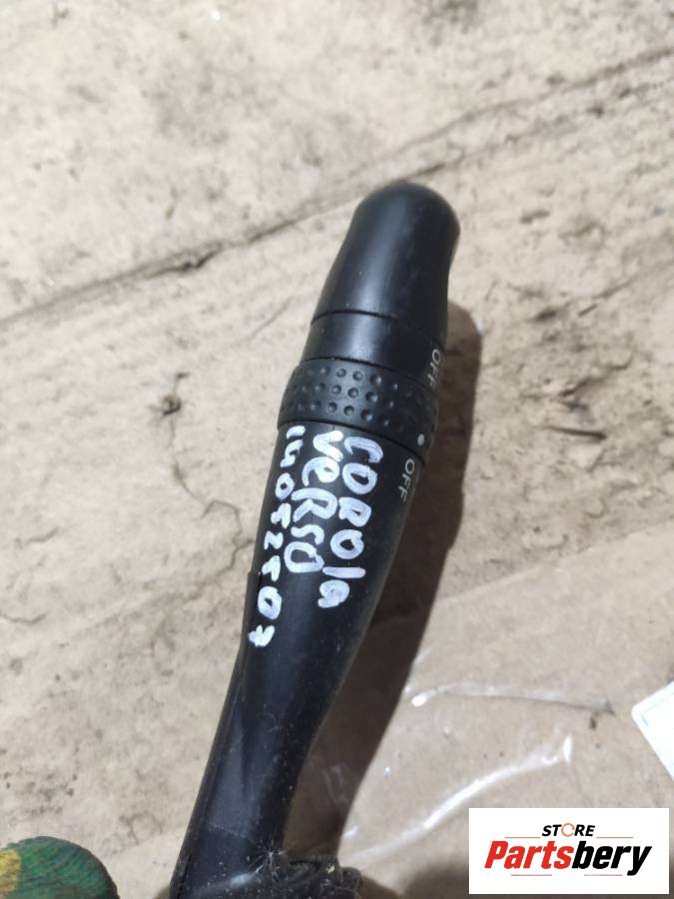 OFF
OFF
COROla
VERSO
STORE
Partsbery